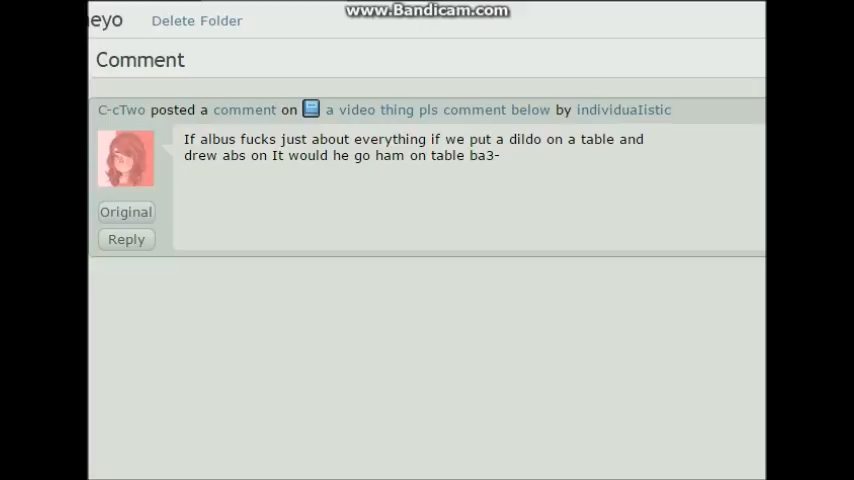 www.Bandicam.com
eyo Delete Folder
Comment
C-cTwo posted a comment on a video thing pls comment below by individuaIistic
If albus fucks just about everything if we put a dildo on a table and
drew abs on It would he go ham on table ba3-
Original
Reply